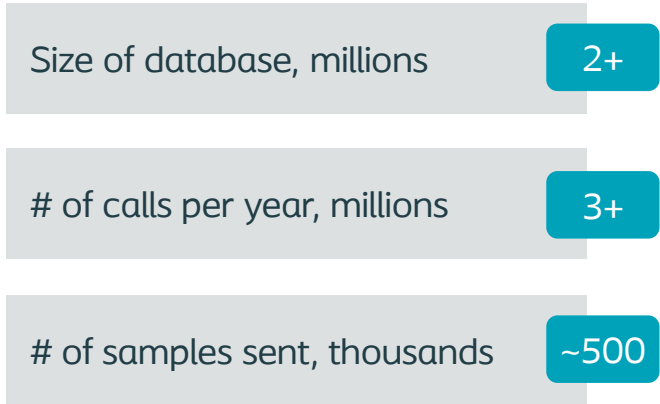 Size of database, millions
2+
# of calls per year, millions
3+
# of samples sent, thousands
~500